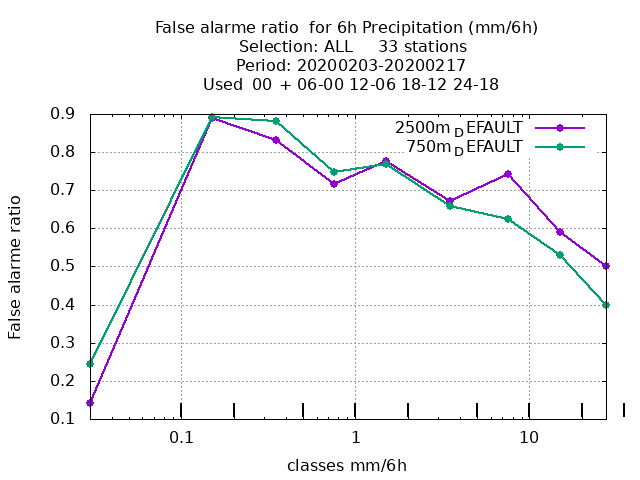 False alarme ratio  for 6h Precipitation (mm/6h)
Selection: ALL     33 stations
Period: 20200203-20200217
Used  00  + 06-00 12-06 18-12 24-18
2500m_DEFAULT
750m_DEFAULT
0.9
0.8
0.7
0.6
0.5
0.4
0.3
0.2
0.1
False alarme ratio
0.1 1 10
classes mm/6h